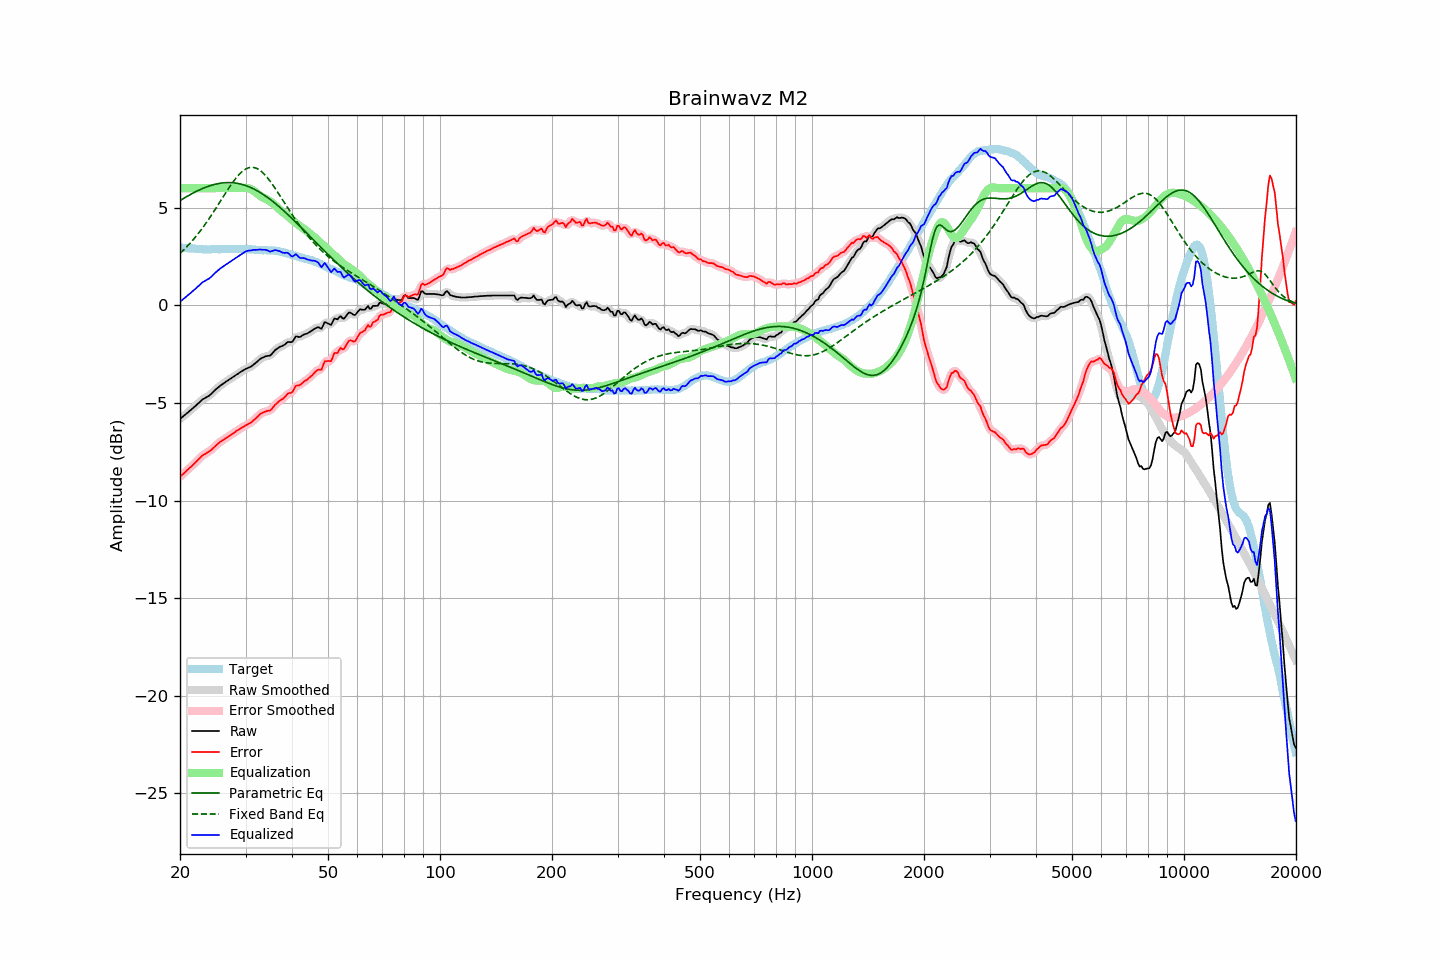 Brainwavz M2
Amplitude (dBr)
5
0
−5
−10
−15
−20
−25
Target
Raw Smoothed
Error Smoothed
Raw
Error
Equalization
Parametric Eq
Fixed Band Eq
Equalized
20 50 100 200 500 1000 2000 5000 10000 20000
Frequency (Hz)